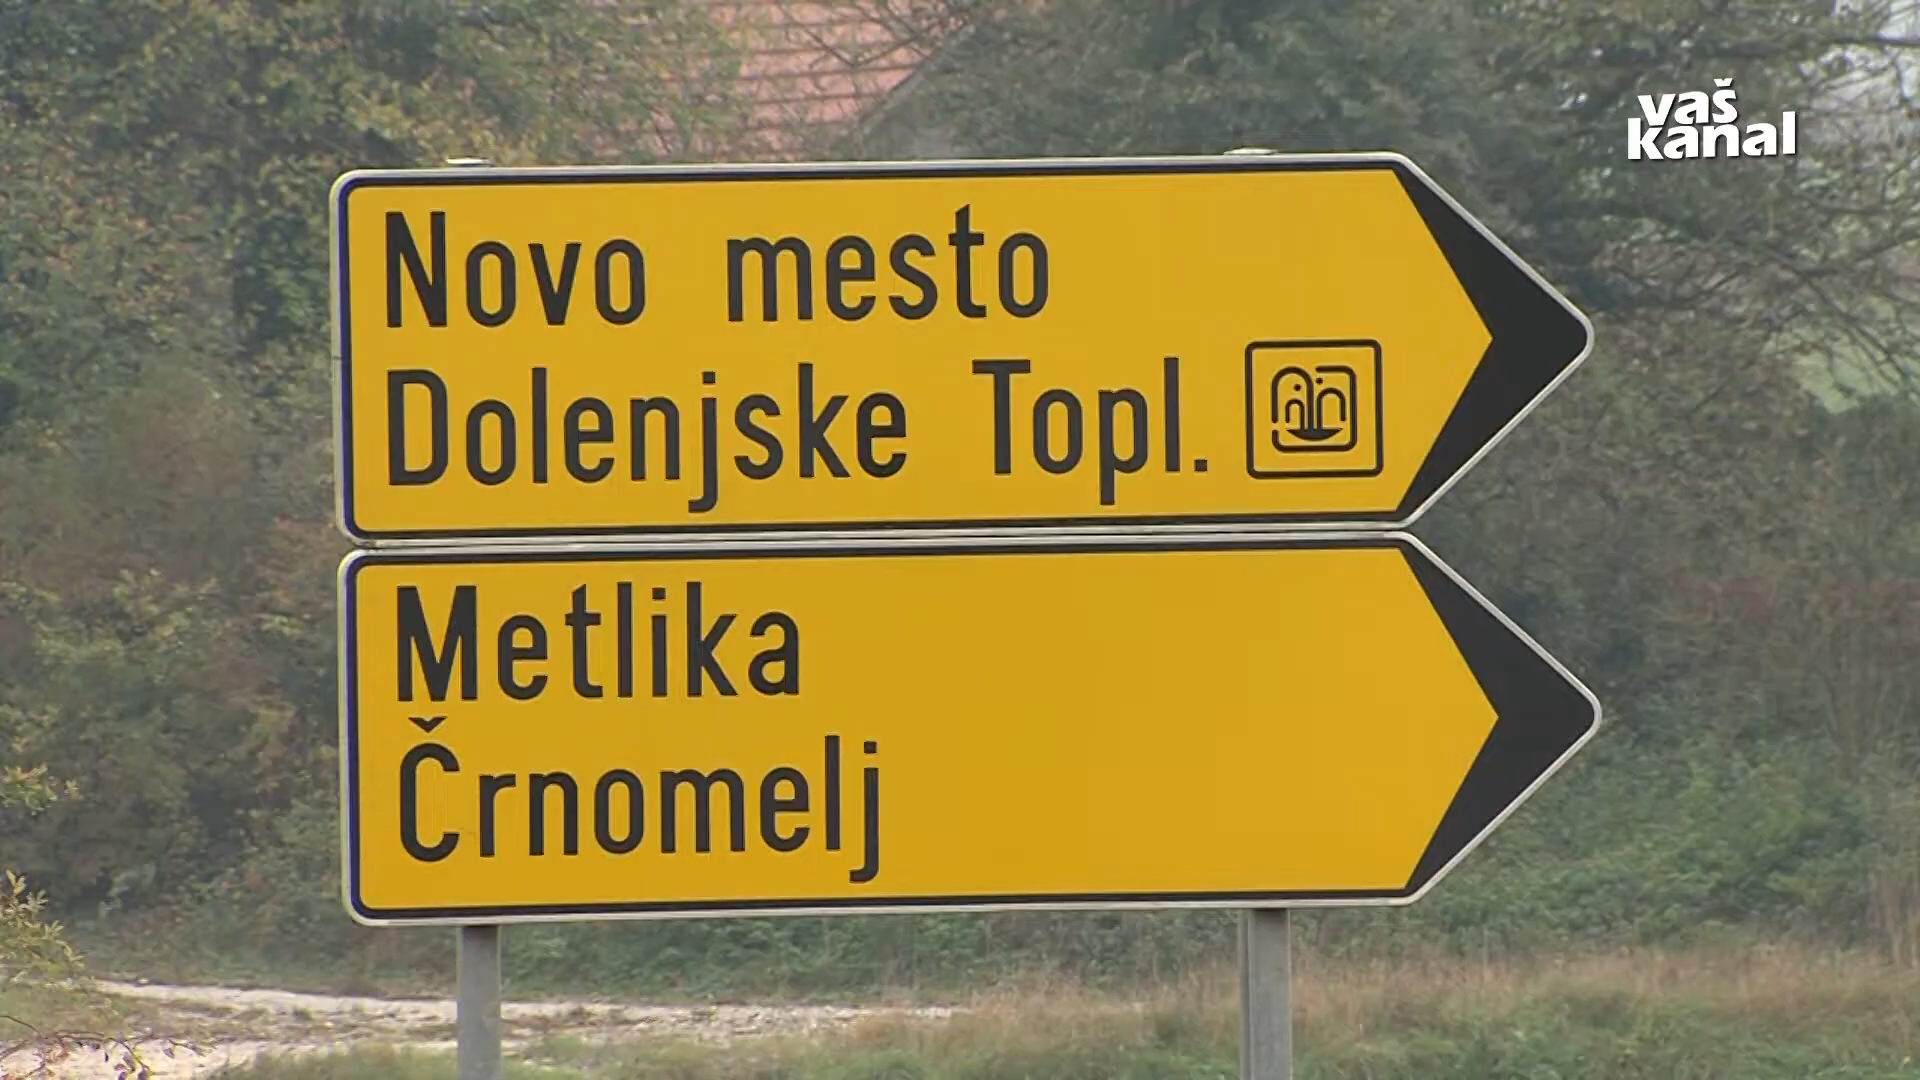 vaš
kanal
Novo mesto
Dolenjske Topl.
Metlika
Črnomelj